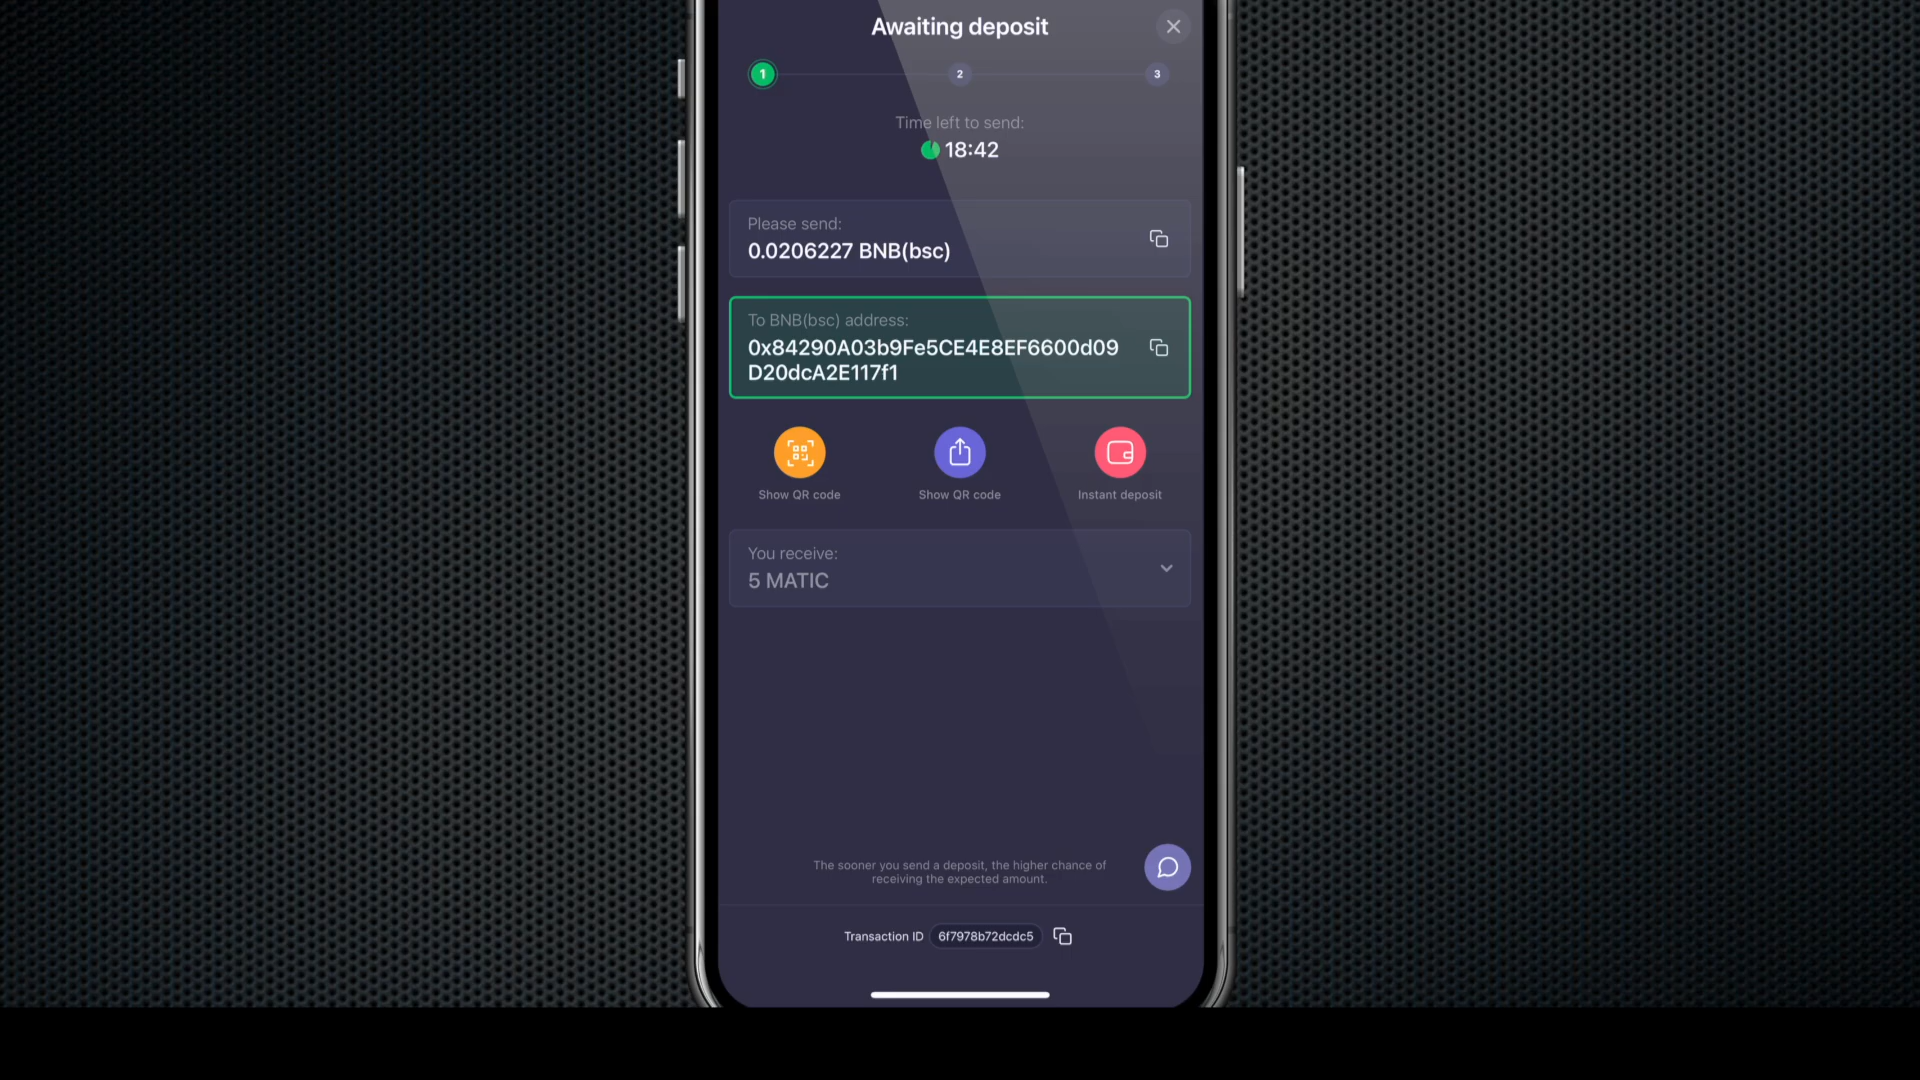 Awaiting deposit
1
2
3
Time left to send:
18:42
Please send:
0.0206227 BNB(bsc)
To BNB(bsc) address:
0x84290A03b9Fe5CE4E8EF6600d09
D20dcA2E117f1
Show QR code
Show QR code
Instant deposit
You receive:
5 MATIC
The sooner you send a deposit, the higher chance of
receiving the expected amount.
Transaction ID
6f7978b72dcdc5